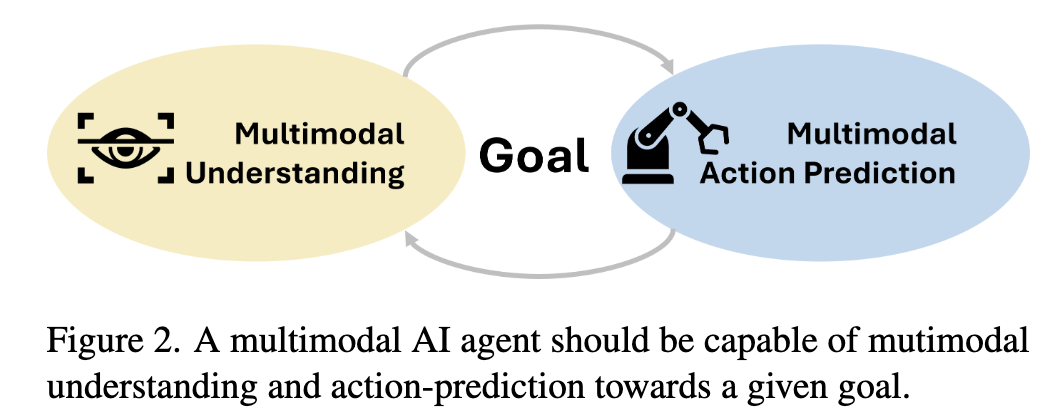 Multimodal
Understanding
Goal
Multimodal
Action Prediction
Figure 2. A multimodal AI agent should be capable of mutimodal
understanding and action-prediction towards a given goal.